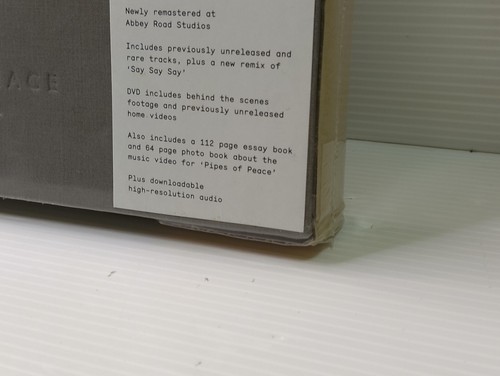 ACE
Newly remastered at
Abbey Road Studios
Includes previously unreleased and
rare tracks, plus a new remix of
'Say Say Say'
DVD includes behind the scenes
footage and previously unreleased
home videos
Also includes a 112 page essay book
and 64 page photo book about the
music video for 'Pipes of Peace'
Plus downloadable
high-resolution audio